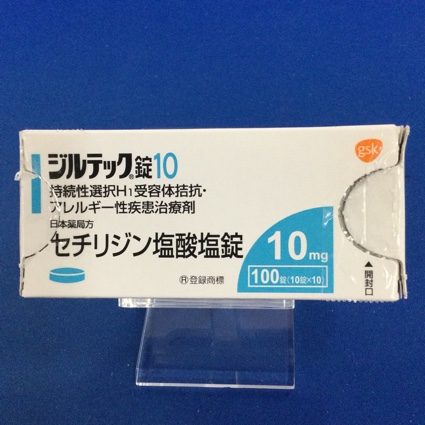 ジルテック®錠10
持続性選択H1受容体拮抗・
アレルギー性疾患治療剤
日本薬局方
セチリジン塩酸塩錠
10mg
100錠(10錠×10)
Ⓡ登録商標
gsk
▲開封口